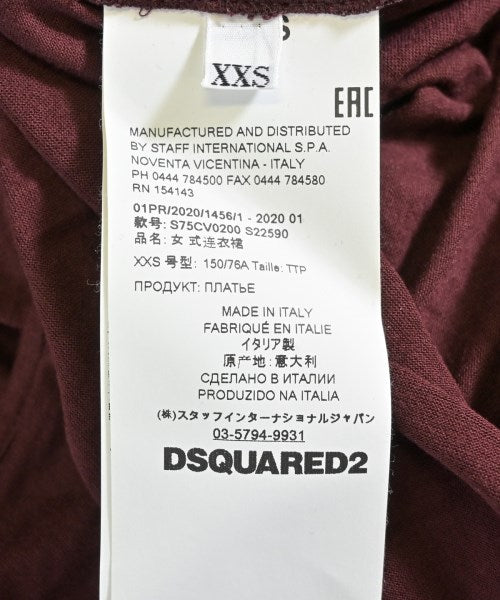 S
XXS
EAC
MANUFACTURED AND DISTRIBUTED
BY STAFF INTERNATIONAL S.P.A.
NOVENTA VICENTINA - ITALY
PH 0444 784500 FAX 0444 784580
RN 154143
01PR/2020/1456/1 - 2020 01
款号: S75CV0200 S22590
品名: 女式连衣裙
XXS 号型: 150/76A Taille: TTP
ПРОДУКТ: ПЛАТЬЕ
MADE IN ITALY
FABRIQUÉ EN ITALIE
イタリア製
原产地: 意大利
СДЕЛАНО В ИТАЛИИ
PRODUZIDO NA ITALIA
(株)スタッフインターナショナルジャパン
03-5794-9931
DSQUARED2